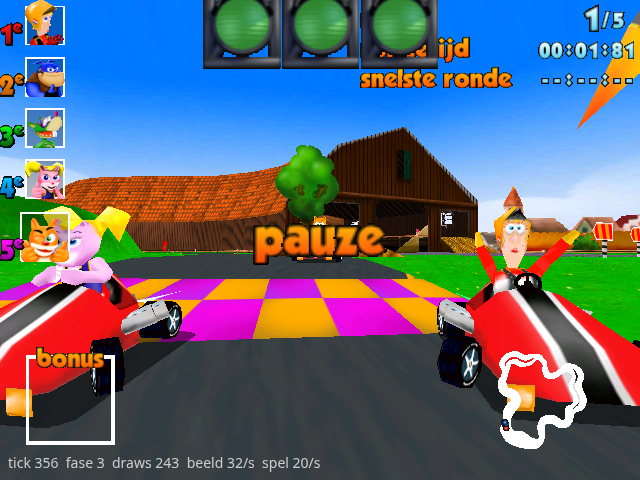 1e
1/5
ijd
00:01:81
2e
snelste ronde
--:--:--
3e
4e
pauze
5e
bonus
tick 356 fase 3 draws 243 beeld 32/s spel 20/s